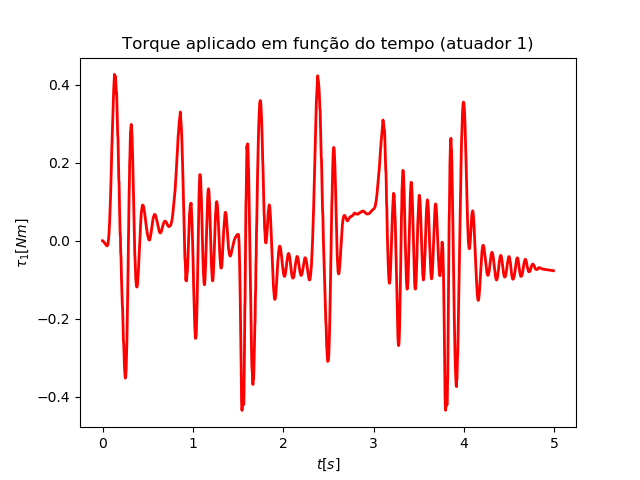 Torque aplicado em função do tempo (atuador 1)
0.4
0.2
0.0
−0.2
−0.4
τ₁[Nm]
0 1 2 3 4 5
t[s]